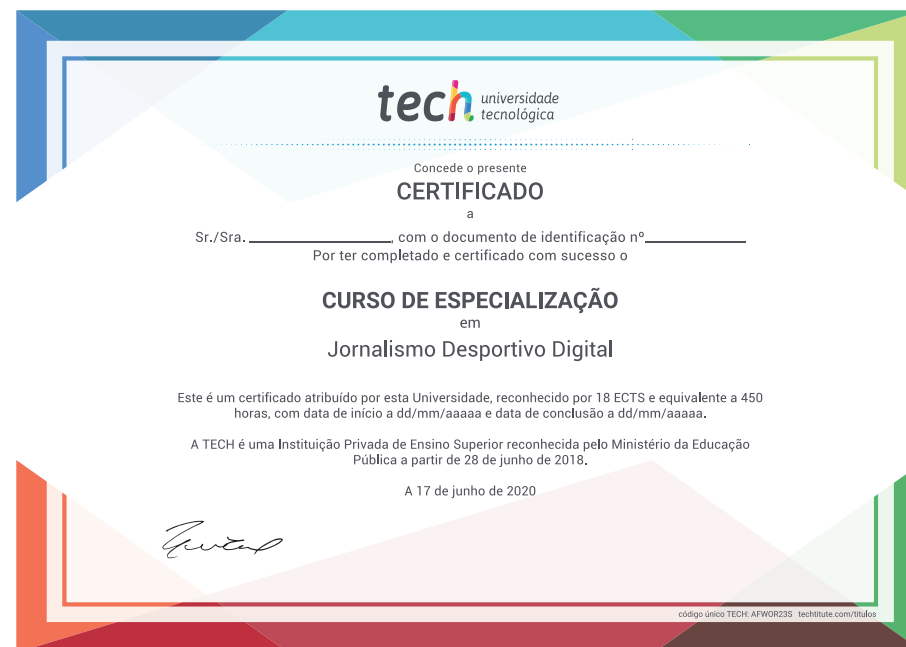 tech universidade
tecnológica
Concede o presente
CERTIFICADO
a
Sr./Sra. ____________, com o documento de identificação nº____________
Por ter completado e certificado com sucesso o
CURSO DE ESPECIALIZAÇÃO
em
Jornalismo Desportivo Digital
Este é um certificado atribuído por esta Universidade, reconhecido por 18 ECTS e equivalente a 450
horas, com data de início a dd/mm/aaaaa e data de conclusão a dd/mm/aaaaa.
A TECH é uma Instituição Privada de Ensino Superior reconhecida pelo Ministério da Educação
Pública a partir de 28 de junho de 2018.
A 17 de junho de 2020
código único TECH: AFWOR23S techtitute.com/titulos